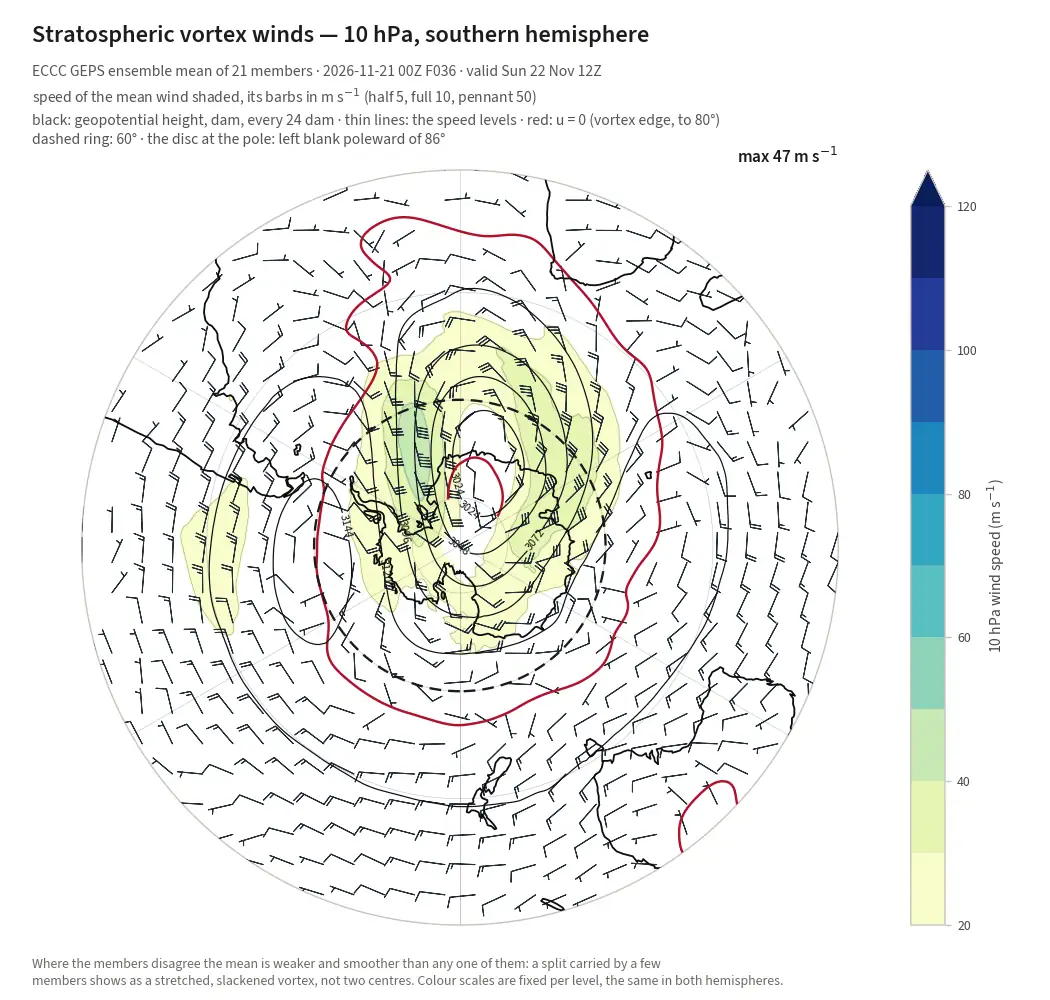 Stratospheric vortex winds — 10 hPa, southern hemisphere
ECCC GEPS ensemble mean of 21 members · 2026-11-21 00Z F036 · valid Sun 22 Nov 12Z
speed of the mean wind shaded, its barbs in m s⁻¹ (half 5, full 10, pennant 50)
black: geopotential height, dam, every 24 dam · thin lines: the speed levels · red: u = 0 (vortex edge, to 80°)
dashed ring: 60° · the disc at the pole: left blank poleward of 86°
max 47 m s⁻¹
120
100
80
60
40
20
10 hPa wind speed (m s⁻¹)
3024
3144
3072
Where the members disagree the mean is weaker and smoother than any one of them: a split carried by a few
members shows as a stretched, slackened vortex, not two centres. Colour scales are fixed per level, the same in both hemispheres.